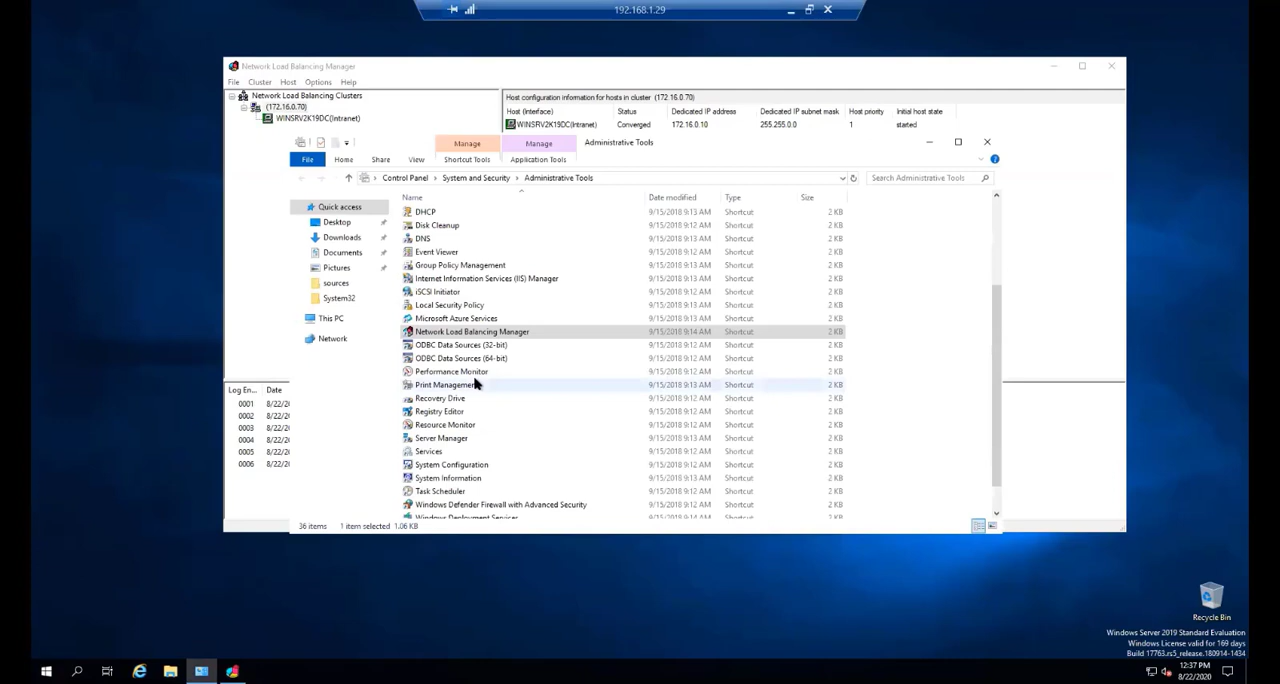 192.168.1.29
Network Load Balancing Manager
File Cluster Host Options Help
Network Load Balancing Clusters
(172.16.0.70)
WINSRV2K19DC(Intranet)
Host configuration information for hosts in cluster (172.16.0.70)
Host (Interface) Status Dedicated IP address Dedicated IP subnet mask Host priority Initial host state
WINSRV2K19DC(Intranet) Converged 172.16.0.10 255.255.0.0 1 started
Manage Manage Administrative Tools
File Home Share View Shortcut Tools Application Tools
Control Panel > System and Security > Administrative Tools
Search Administrative Tools
Quick access
Desktop
Downloads
Documents
Pictures
sources
System32
This PC
Network
Name Date modified Type Size
DHCP 9/15/2018 9:13 AM Shortcut 2 KB
Disk Cleanup 9/15/2018 9:12 AM Shortcut 2 KB
DNS 9/15/2018 9:13 AM Shortcut 2 KB
Event Viewer 9/15/2018 9:12 AM Shortcut 2 KB
Group Policy Management 9/15/2018 9:13 AM Shortcut 2 KB
Internet Information Services (IIS) Manager 9/15/2018 9:13 AM Shortcut 2 KB
iSCSI Initiator 9/15/2018 9:12 AM Shortcut 2 KB
Local Security Policy 9/15/2018 9:13 AM Shortcut 2 KB
Microsoft Azure Services 9/15/2018 9:12 AM Shortcut 2 KB
Network Load Balancing Manager 9/15/2018 9:14 AM Shortcut 2 KB
ODBC Data Sources (32-bit) 9/15/2018 9:12 AM Shortcut 2 KB
ODBC Data Sources (64-bit) 9/15/2018 9:12 AM Shortcut 2 KB
Performance Monitor 9/15/2018 9:12 AM Shortcut 2 KB
Print Management 9/15/2018 9:13 AM Shortcut 2 KB
Recovery Drive 9/15/2018 9:12 AM Shortcut 2 KB
Registry Editor 9/15/2018 9:12 AM Shortcut 2 KB
Resource Monitor 9/15/2018 9:12 AM Shortcut 2 KB
Server Manager 9/15/2018 9:13 AM Shortcut 2 KB
Services 9/15/2018 9:12 AM Shortcut 2 KB
System Configuration 9/15/2018 9:12 AM Shortcut 2 KB
System Information 9/15/2018 9:13 AM Shortcut 2 KB
Task Scheduler 9/15/2018 9:12 AM Shortcut 2 KB
Windows Defender Firewall with Advanced Security 9/15/2018 9:12 AM Shortcut 2 KB
Windows Deployment Services 9/15/2018 9:14 AM Shortcut 2 KB
36 items 1 item selected 1.06 KB
Log En... Date
0001 8/22/20
0002 8/22/20
0003 8/22/20
0004 8/22/20
0005 8/22/20
0006 8/22/20
Recycle Bin
Windows Server 2019 Standard Evaluation
Windows License valid for 169 days
Build 17763.rs5_release.180914-1434
12:37 PM
8/22/2020